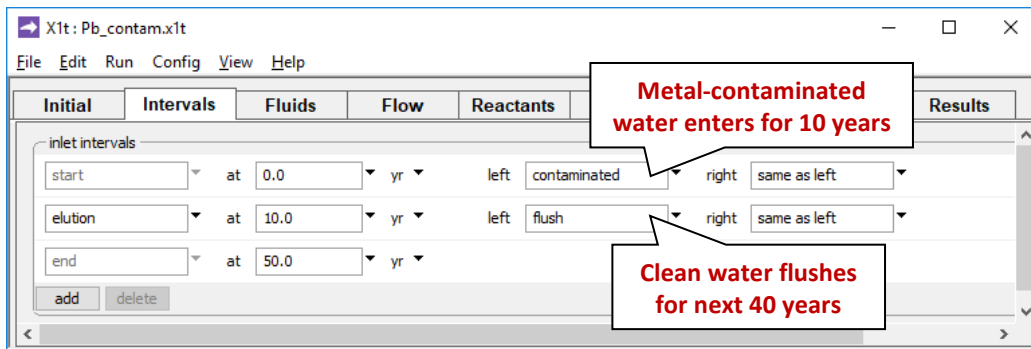 X1t : Pb_contam.x1t
File Edit Run Config View Help
Initial Intervals Fluids Flow Reactants Results
Metal-contaminated
water enters for 10 years
inlet intervals
start at 0.0 yr left contaminated right same as left
elution at 10.0 yr left flush right same as left
end at 50.0 yr
Clean water flushes
for next 40 years
add delete